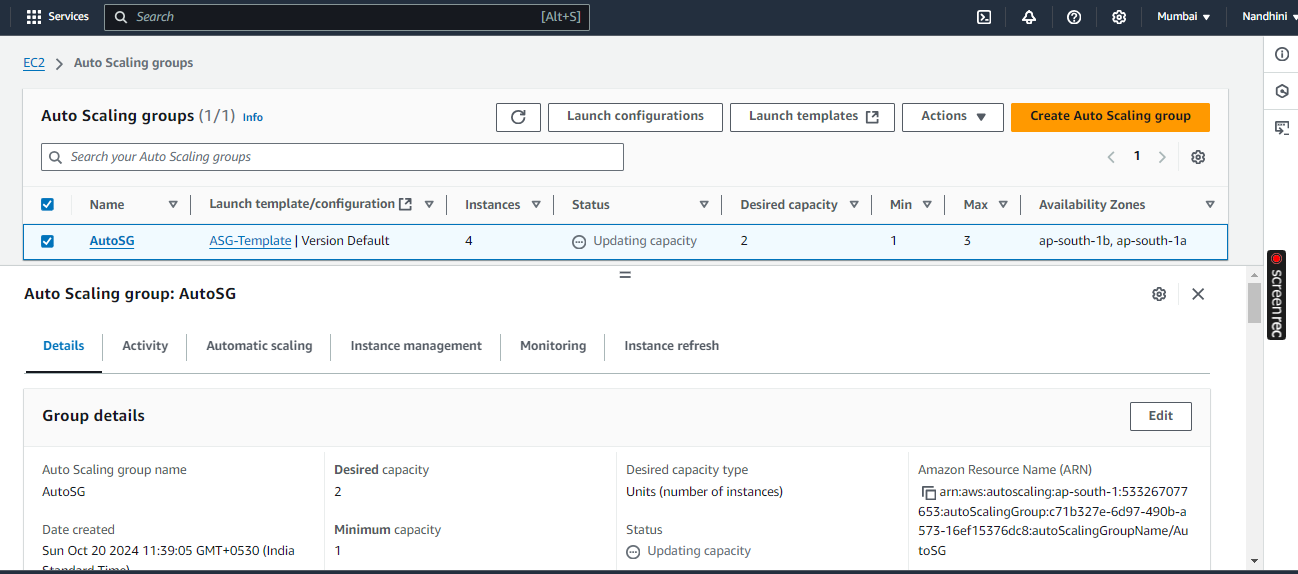 Services
Search [Alt+S]
Mumbai
Nandhini
EC2 > Auto Scaling groups
Auto Scaling groups (1/1) Info
Launch configurations
Launch templates
Actions
Create Auto Scaling group
Search your Auto Scaling groups
1
Name Launch template/configuration Instances Status Desired capacity Min Max Availability Zones
AutoSG ASG-Template | Version Default 4 Updating capacity 2 1 3 ap-south-1b, ap-south-1a
screenrec
Auto Scaling group: AutoSG
Details Activity Automatic scaling Instance management Monitoring Instance refresh
Group details
Edit
Auto Scaling group name
AutoSG
Date created
Sun Oct 20 2024 11:39:05 GMT+0530 (India
Standard Time)
Desired capacity
2
Minimum capacity
1
Desired capacity type
Units (number of instances)
Status
Updating capacity
Amazon Resource Name (ARN)
arn:aws:autoscaling:ap-south-1:533267077
653:autoScalingGroup:c71b327e-6d97-490b-a
573-16ef15376dc8:autoScalingGroupName/Au
toSG